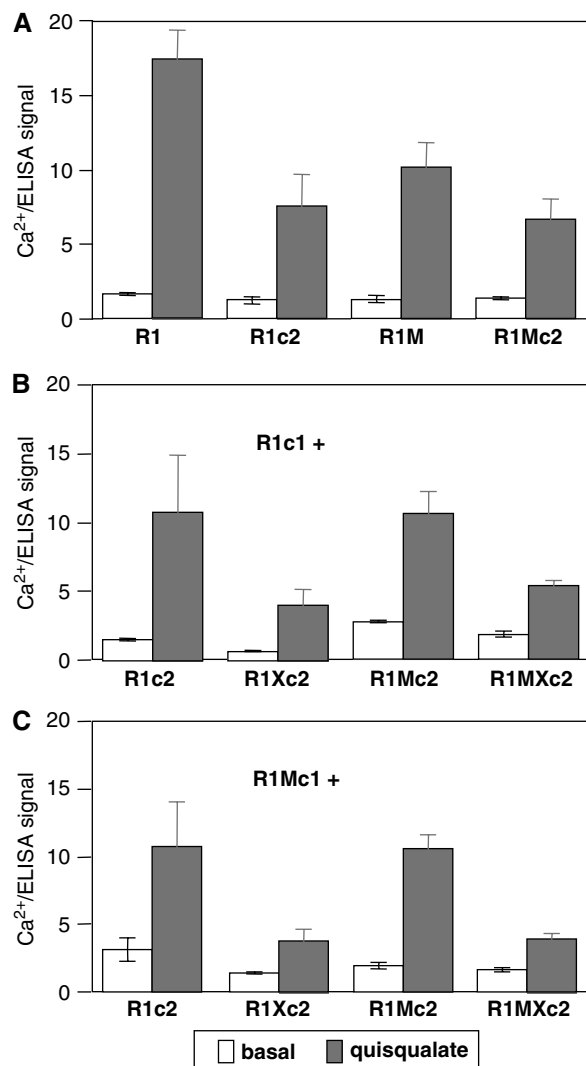 A
20
15
10
5
0
Ca²⁺/ELISA signal
R1 R1c2 R1M R1Mc2
B
20
15
10
5
0
Ca²⁺/ELISA signal
R1c1 +
R1c2 R1Xc2 R1Mc2 R1MXc2
C
20
15
10
5
0
Ca²⁺/ELISA signal
R1Mc1 +
R1c2 R1Xc2 R1Mc2 R1MXc2
basal quisqualate